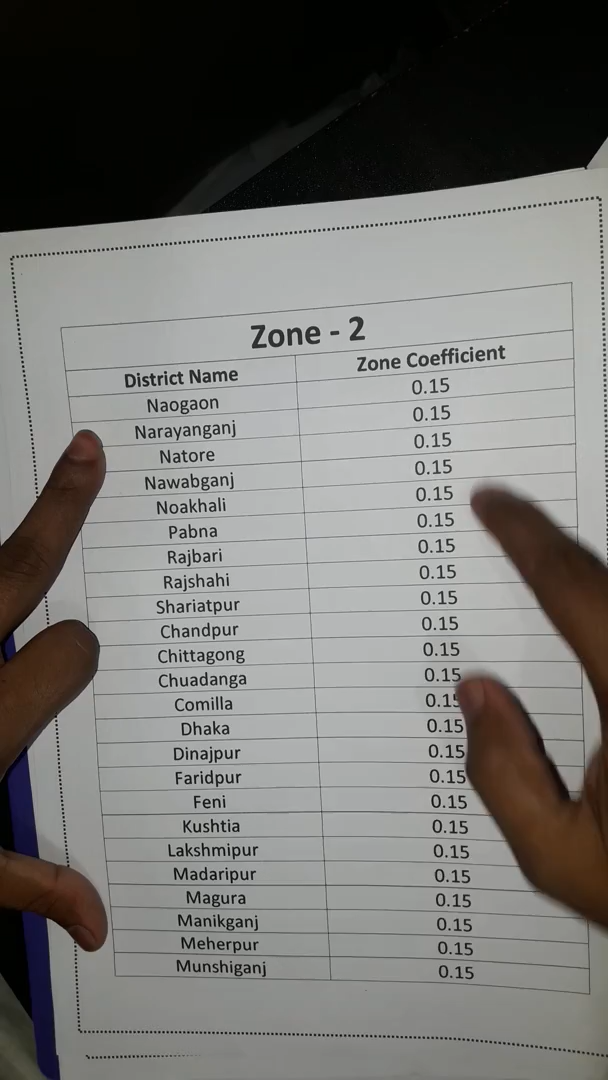 Zone - 2
District Name Zone Coefficient
Naogaon 0.15
Narayanganj 0.15
Natore 0.15
Nawabganj 0.15
Noakhali 0.15
Pabna 0.15
Rajbari 0.15
Rajshahi 0.15
Shariatpur 0.15
Chandpur 0.15
Chittagong 0.15
Chuadanga 0.15
Comilla 0.15
Dhaka 0.15
Dinajpur 0.15
Faridpur 0.15
Feni 0.15
Kushtia 0.15
Lakshmipur 0.15
Madaripur 0.15
Magura 0.15
Manikganj 0.15
Meherpur 0.15
Munshiganj 0.15